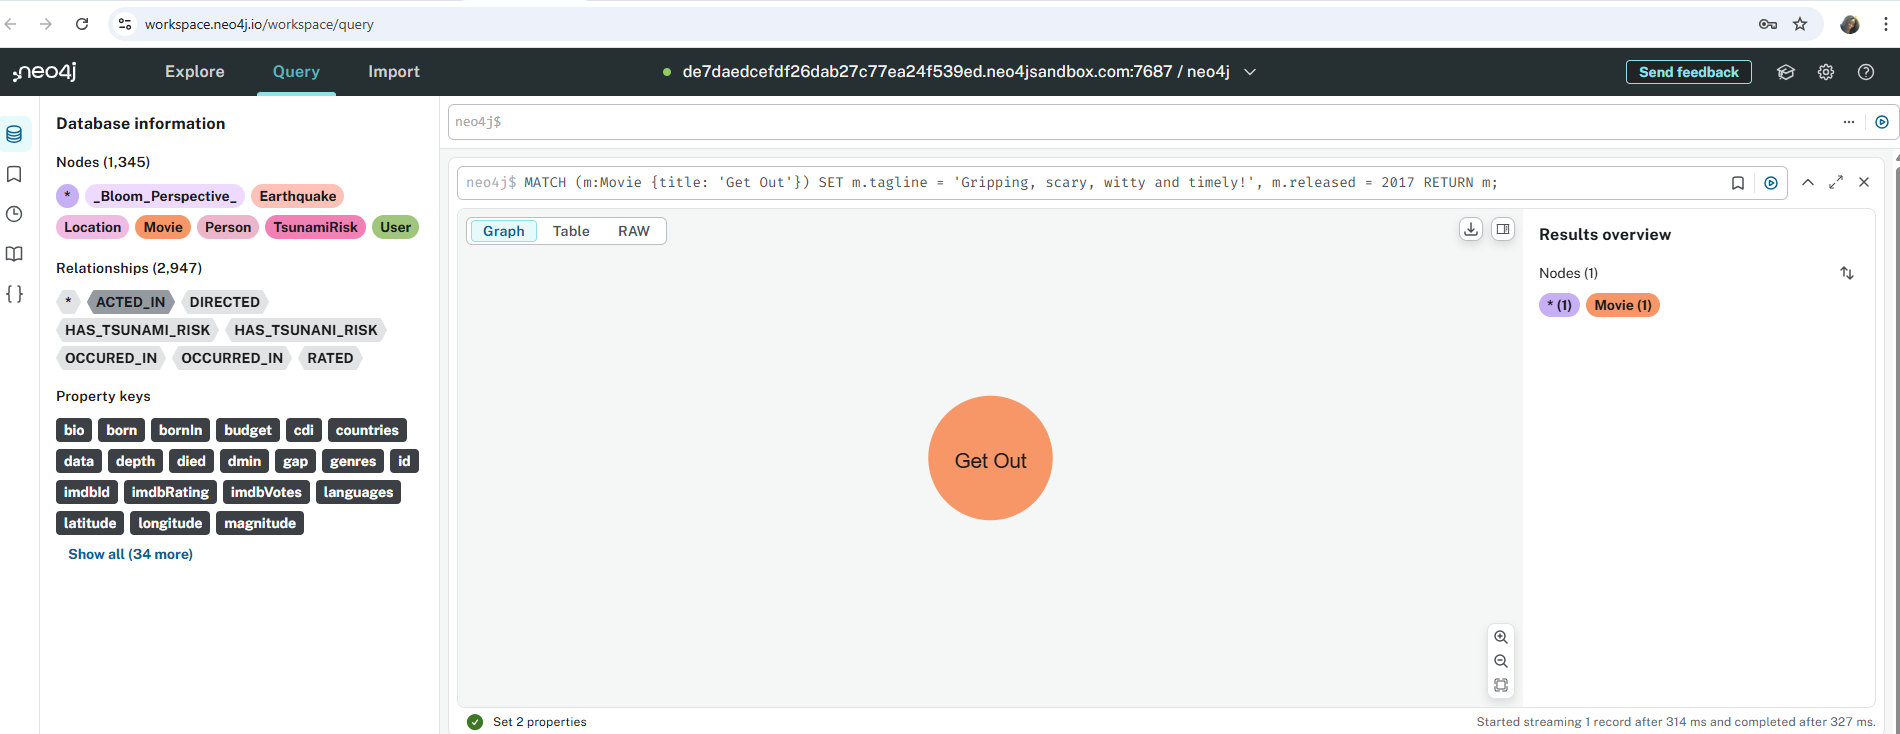 workspace.neo4j.io/workspace/query
neo4j
Explore
Query
Import
de7daedcefdf26dab27c77ea24f539ed.neo4jsandbox.com:7687 / neo4j
Send feedback
Database information
Nodes (1,345)
* _Bloom_Perspective_ Earthquake
Location Movie Person TsunamiRisk User
Relationships (2,947)
* ACTED_IN DIRECTED
HAS_TSUNAMI_RISK HAS_TSUNANI_RISK
OCCURED_IN OCCURRED_IN RATED
Property keys
bio born bornIn budget cdi countries
data depth died dmin gap genres id
imdbId imdbRating imdbVotes languages
latitude longitude magnitude
Show all (34 more)
neo4j$
neo4j$ MATCH (m:Movie {title: 'Get Out'}) SET m.tagline = 'Gripping, scary, witty and timely!', m.released = 2017 RETURN m;
Graph Table RAW
Get Out
Results overview
Nodes (1)
* (1) Movie (1)
Set 2 properties
Started streaming 1 record after 314 ms and completed after 327 ms.